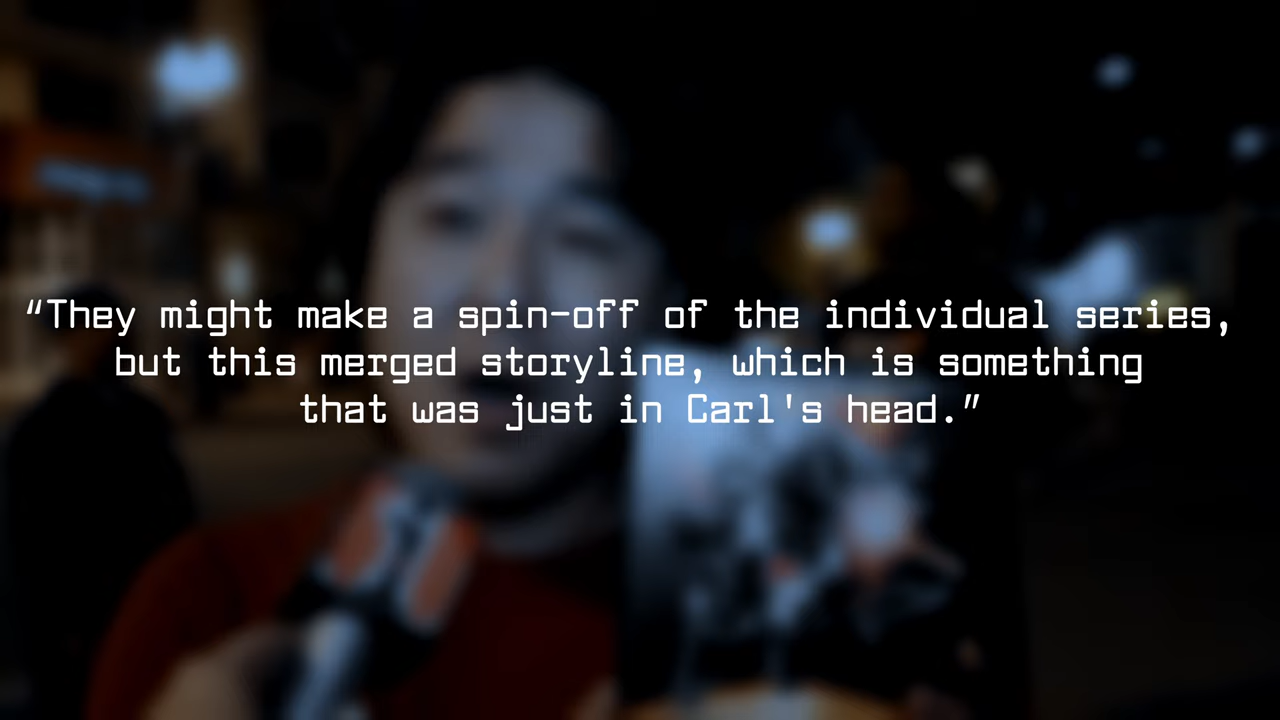 “They might make a spin-off of the individual series,
but this merged storyline, which is something
that was just in Carl's head.”